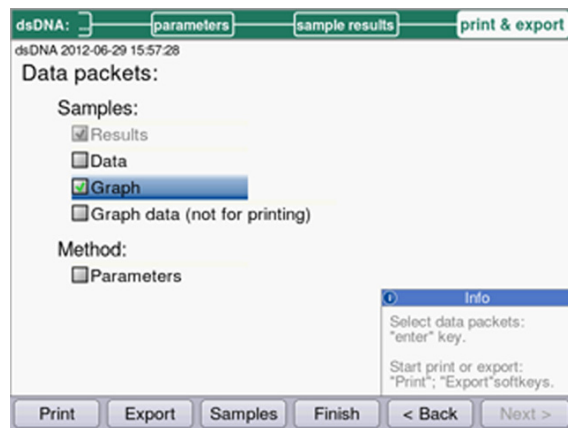 dsDNA: parameters sample results print & export
dsDNA 2012-06-29 15:57:28
Data packets:
Samples:
Results
Data
Graph
Graph data (not for printing)
Method:
Parameters
Info
Select data packets:
"enter" key.
Start print or export:
"Print"; "Export"softkeys.
Print Export Samples Finish < Back Next >